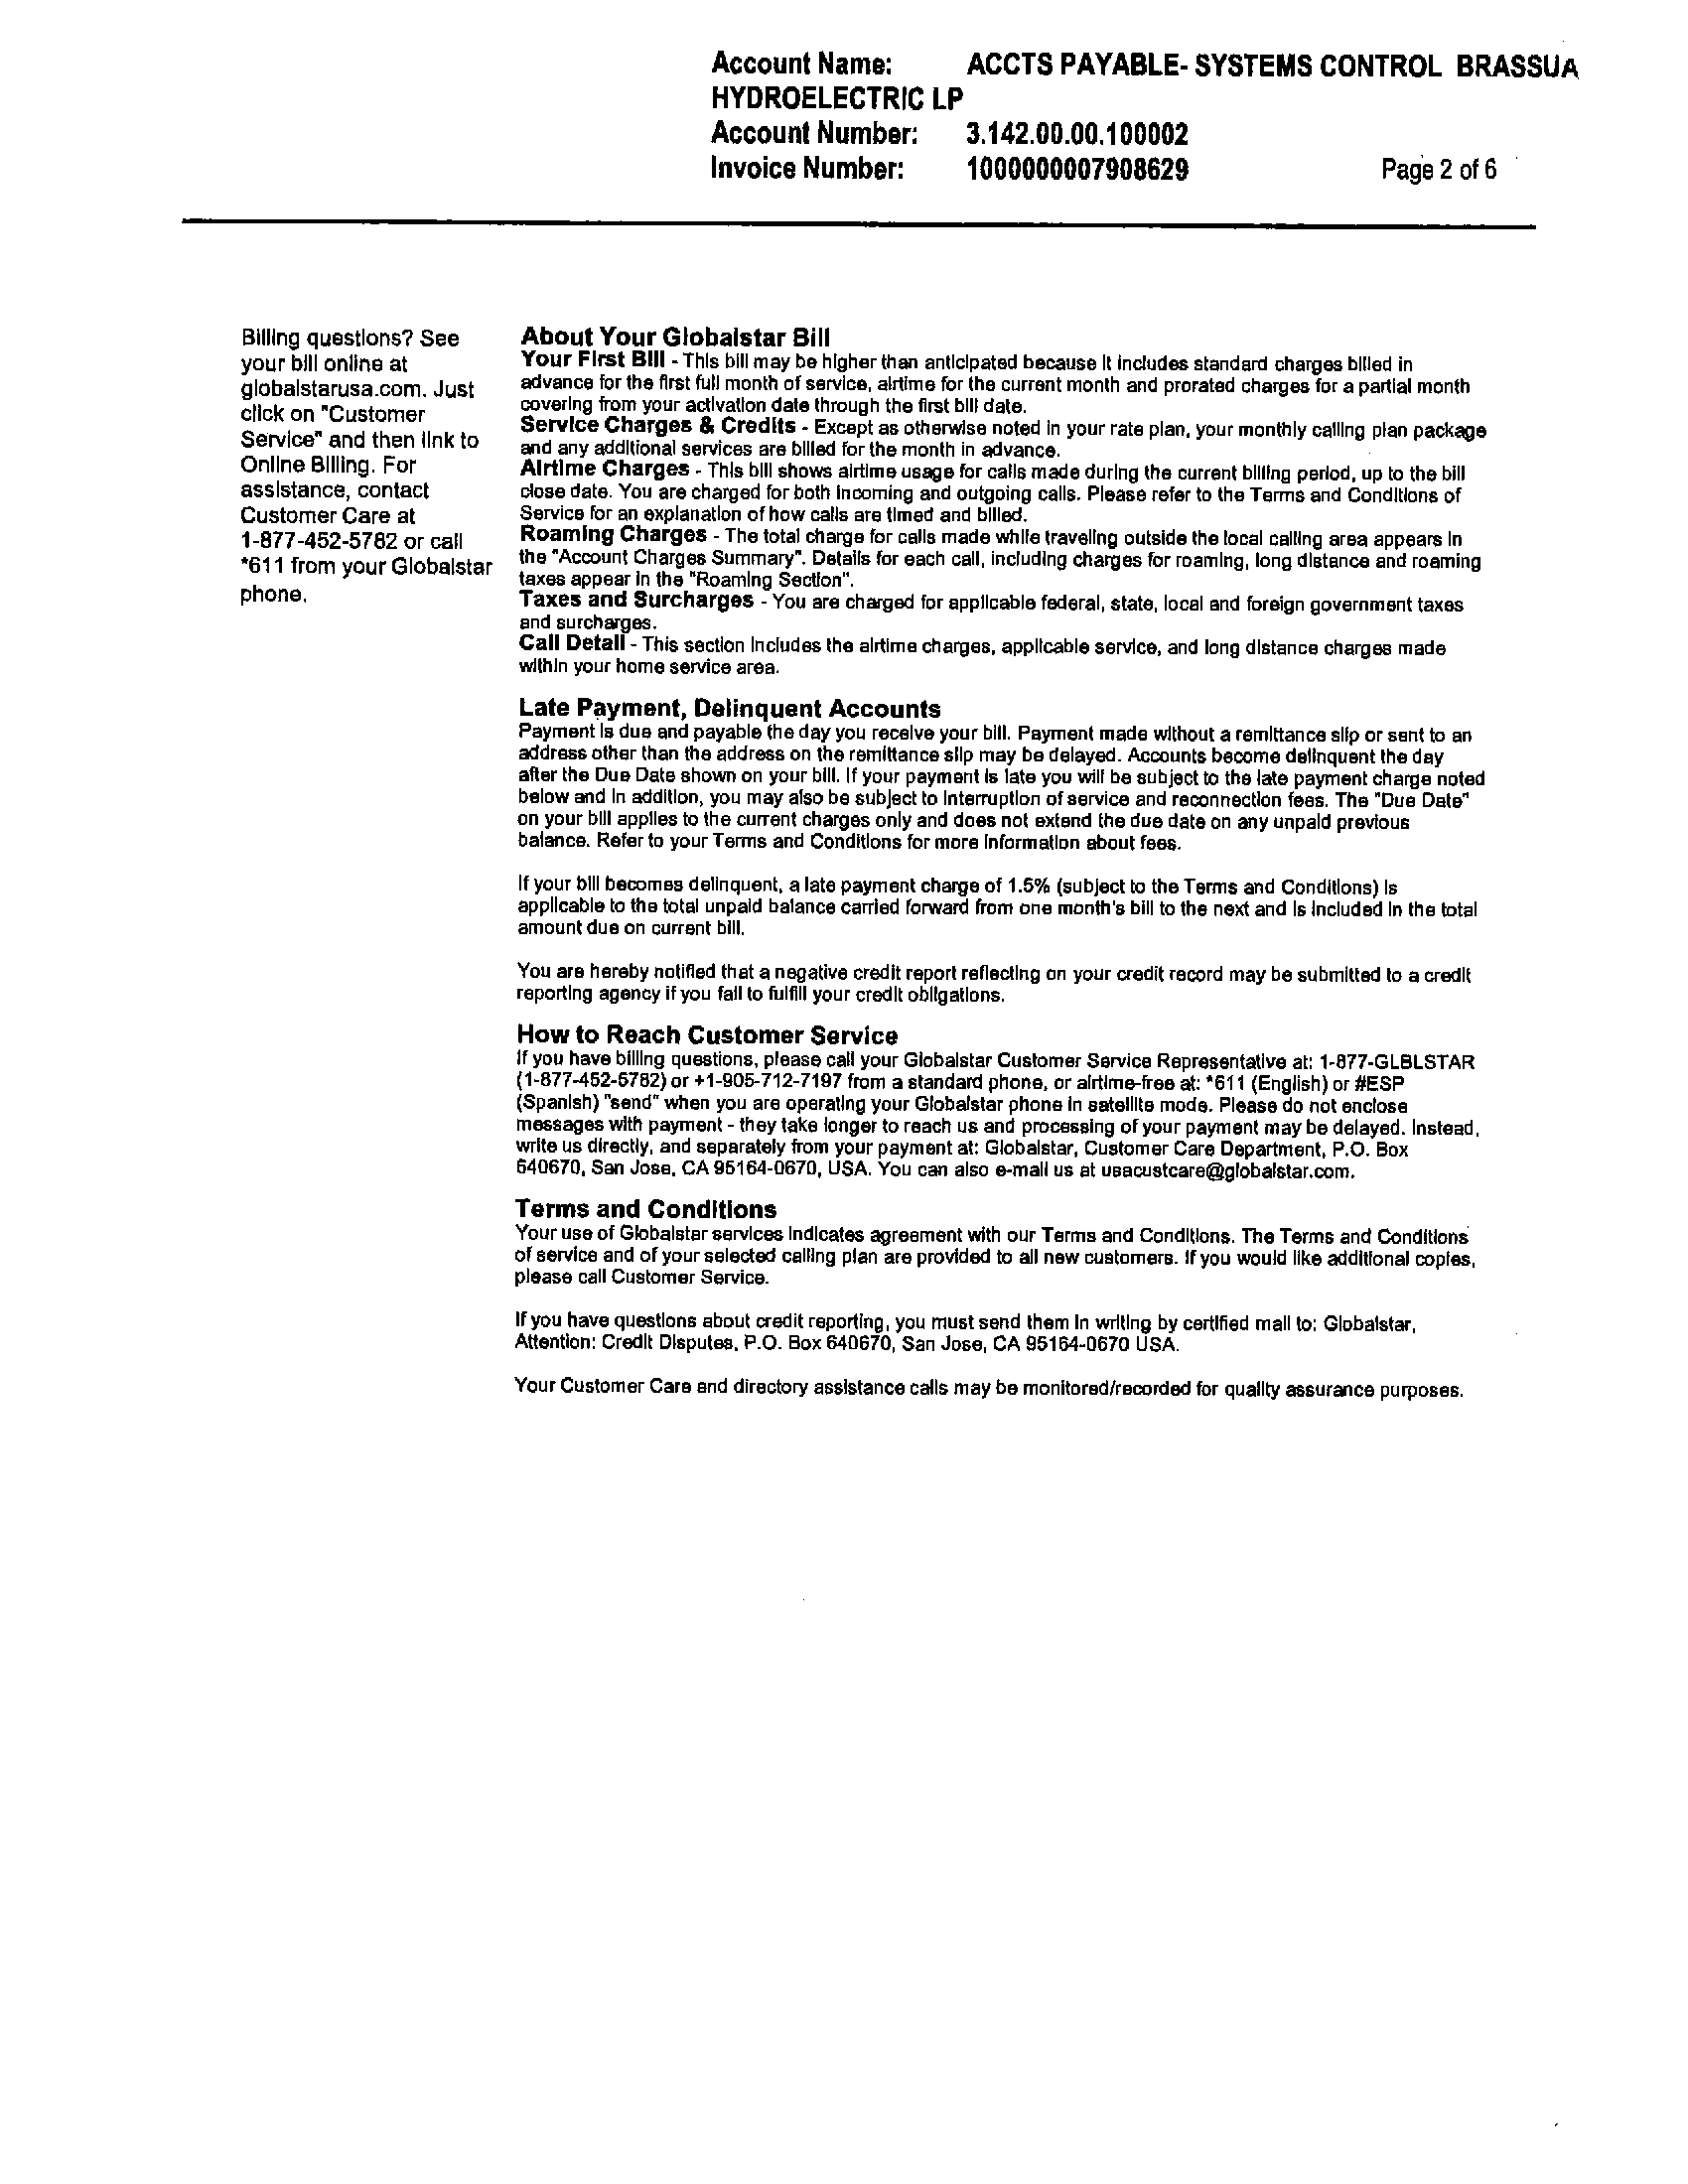 Account Name: ACCTS PAYABLE- SYSTEMS CONTROL BRASSUA
HYDROELECTRIC LP
Account Number: 3.142.00.00.100002
Invoice Number: 1000000007908629 Page 2 of 6
Billing questions? See
your bill online at
globalstarusa.com. Just
click on "Customer
Service" and then link to
Online Billing. For
assistance, contact
Customer Care at
1-877-452-5782 or call
*611 from your Globalstar
phone.
About Your Globalstar Bill
Your First Bill - This bill may be higher than anticipated because it includes standard charges billed in
advance for the first full month of service, airtime for the current month and prorated charges for a partial month
covering from your activation date through the first bill date.
Service Charges & Credits - Except as otherwise noted in your rate plan, your monthly calling plan package
and any additional services are billed for the month in advance.
Airtime Charges - This bill shows airtime usage for calls made during the current billing period, up to the bill
close date. You are charged for both incoming and outgoing calls. Please refer to the Terms and Conditions of
Service for an explanation of how calls are timed and billed.
Roaming Charges - The total charge for calls made while traveling outside the local calling area appears in
the "Account Charges Summary". Details for each call, including charges for roaming, long distance and roaming
taxes appear in the "Roaming Section".
Taxes and Surcharges - You are charged for applicable federal, state, local and foreign government taxes
and surcharges.
Call Detail - This section includes the airtime charges, applicable service, and long distance charges made
within your home service area.
Late Payment, Delinquent Accounts
Payment is due and payable the day you receive your bill. Payment made without a remittance slip or sent to an
address other than the address on the remittance slip may be delayed. Accounts become delinquent the day
after the Due Date shown on your bill. If your payment is late you will be subject to the late payment charge noted
below and in addition, you may also be subject to interruption of service and reconnection fees. The "Due Date"
on your bill applies to the current charges only and does not extend the due date on any unpaid previous
balance. Refer to your Terms and Conditions for more information about fees.
If your bill becomes delinquent, a late payment charge of 1.5% (subject to the Terms and Conditions) is
applicable to the total unpaid balance carried forward from one month's bill to the next and is included in the total
amount due on current bill.
You are hereby notified that a negative credit report reflecting on your credit record may be submitted to a credit
reporting agency if you fail to fulfill your credit obligations.
How to Reach Customer Service
If you have billing questions, please call your Globalstar Customer Service Representative at: 1-877-GLBLSTAR
(1-877-452-5782) or +1-905-712-7197 from a standard phone, or airtime-free at: *611 (English) or #ESP
(Spanish) "send" when you are operating your Globalstar phone in satellite mode. Please do not enclose
messages with payment - they take longer to reach us and processing of your payment may be delayed. Instead,
write us directly, and separately from your payment at: Globalstar, Customer Care Department, P.O. Box
640670, San Jose, CA 95164-0670, USA. You can also e-mail us at usacustcare@globalstar.com.
Terms and Conditions
Your use of Globalstar services indicates agreement with our Terms and Conditions. The Terms and Conditions
of service and of your selected calling plan are provided to all new customers. If you would like additional copies,
please call Customer Service.
If you have questions about credit reporting, you must send them in writing by certified mail to: Globalstar,
Attention: Credit Disputes, P.O. Box 640670, San Jose, CA 95164-0670 USA.
Your Customer Care and directory assistance calls may be monitored/recorded for quality assurance purposes.